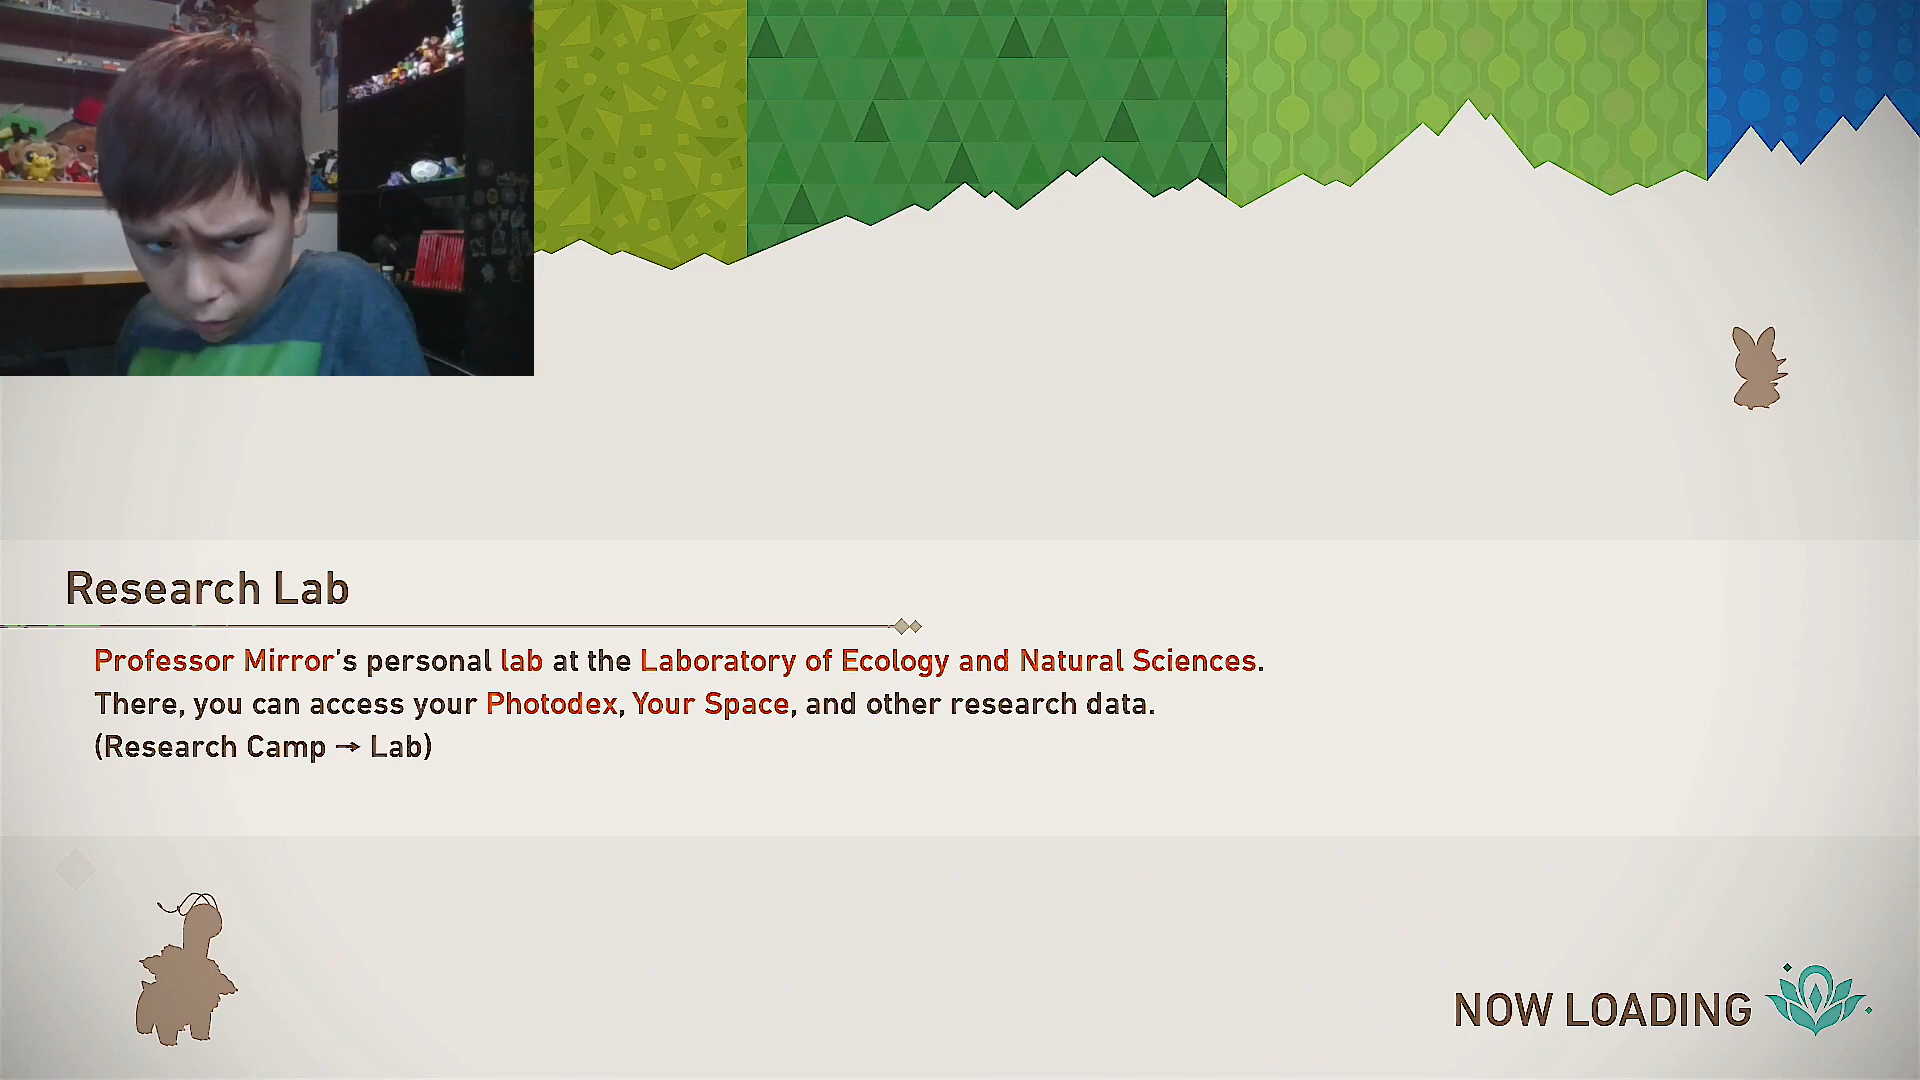 Research Lab
Professor Mirror's personal lab at the Laboratory of Ecology and Natural Sciences.
There, you can access your Photodex, Your Space, and other research data.
(Research Camp → Lab)
NOW LOADING